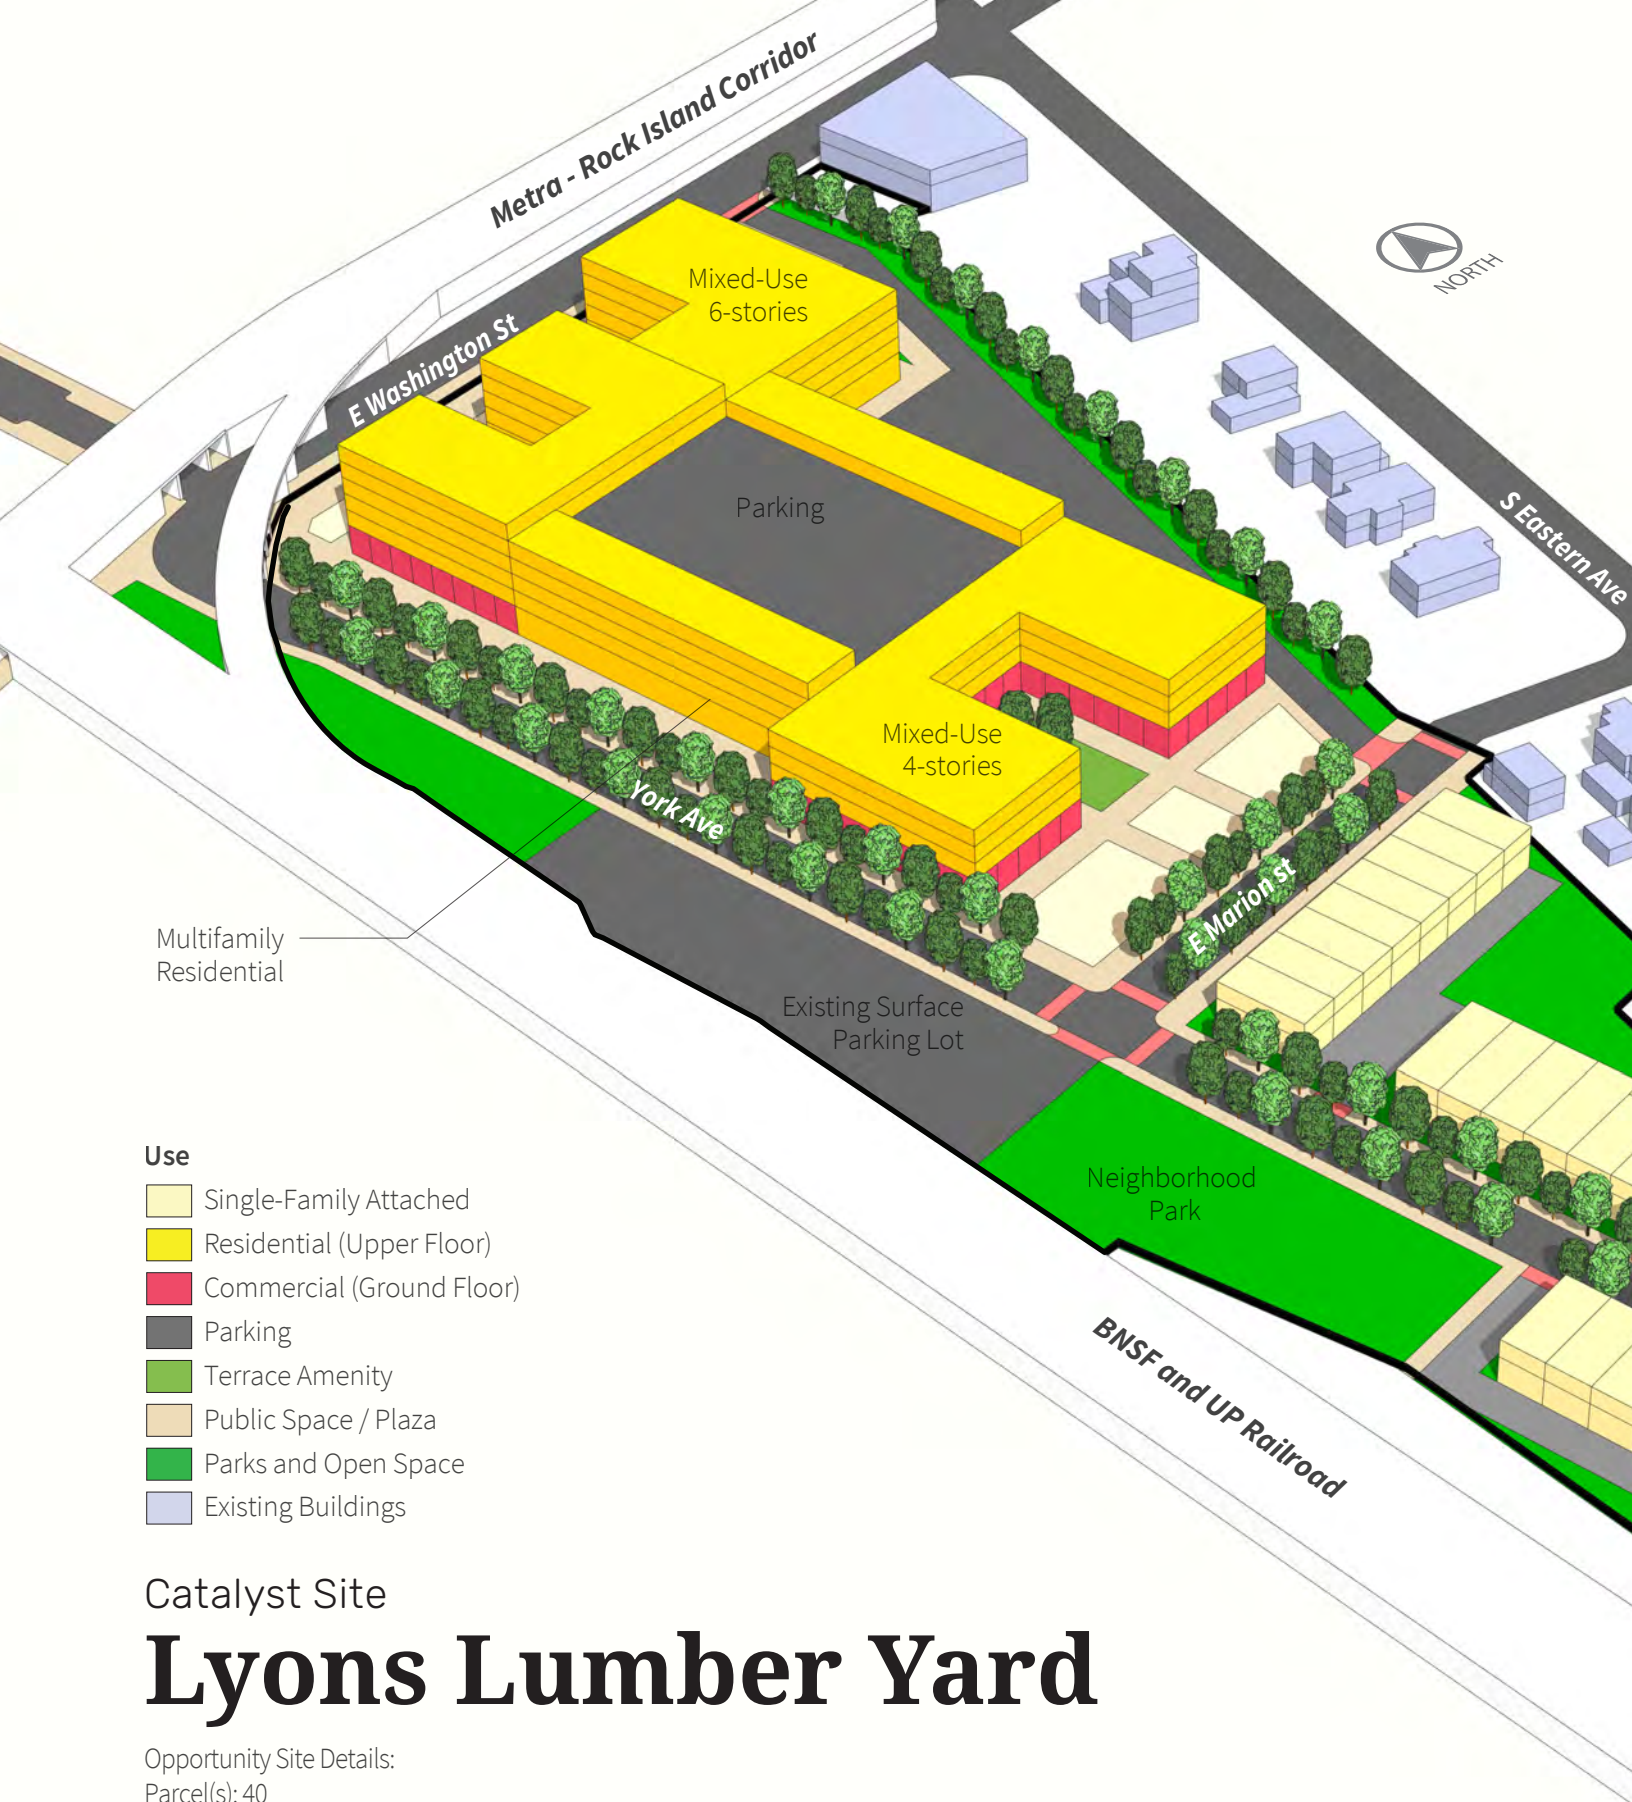 Metra - Rock Island Corridor
NORTH
Mixed-Use
6-stories
E Washington St
Parking
S Eastern Ave
Mixed-Use
4-stories
York Ave
E Marion st
Multifamily
Residential
Existing Surface
Parking Lot
Neighborhood
Park
BNSF and UP Railroad
Use
Single-Family Attached
Residential (Upper Floor)
Commercial (Ground Floor)
Parking
Terrace Amenity
Public Space / Plaza
Parks and Open Space
Existing Buildings
Catalyst Site
Lyons Lumber Yard
Opportunity Site Details:
Parcel(s): 40